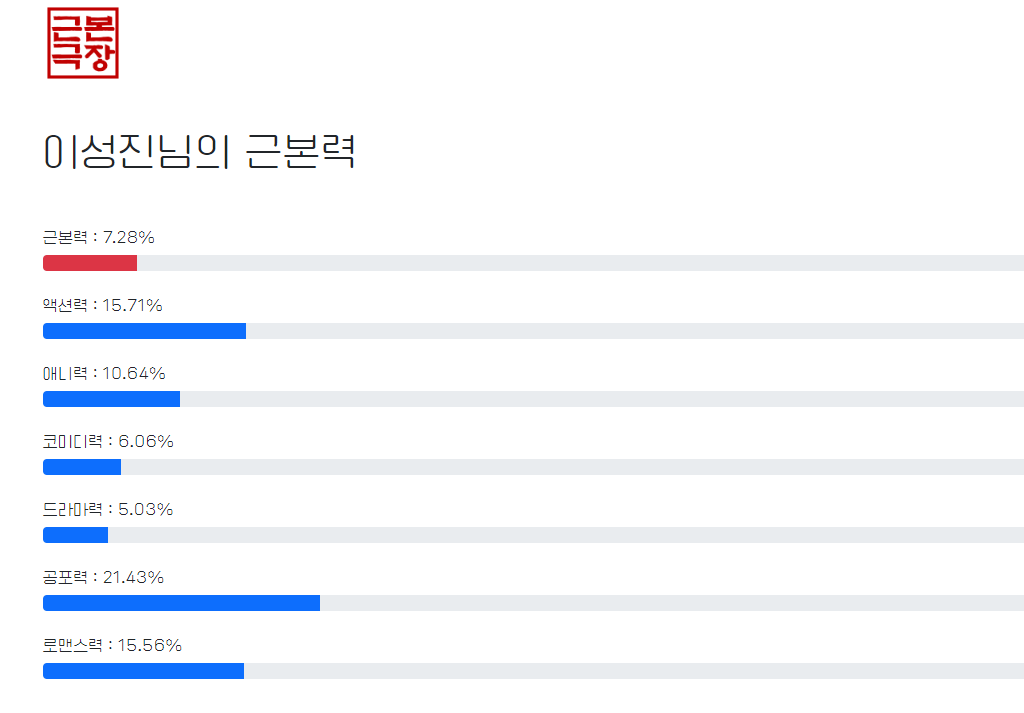 근본
극장
이성진님의 근본력
근본력 : 7.28%
액션력 : 15.71%
애니력 : 10.64%
코미디력 : 6.06%
드라마력 : 5.03%
공포력 : 21.43%
로맨스력 : 15.56%